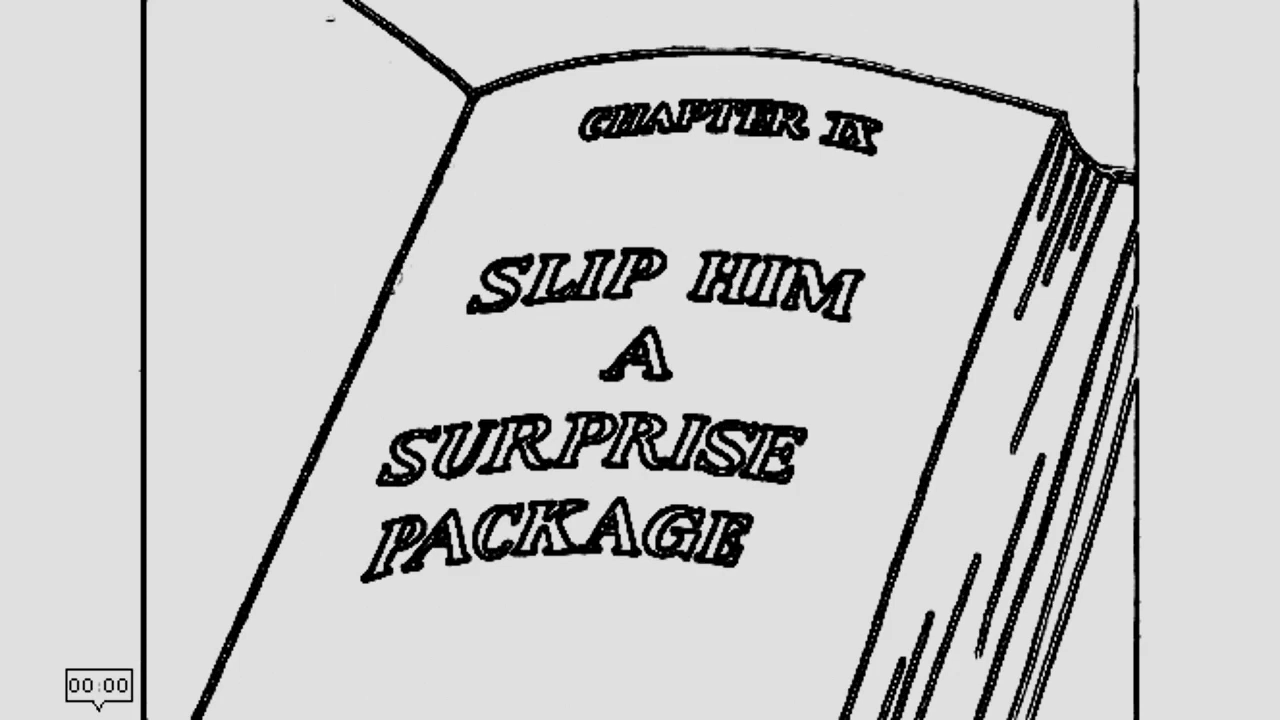 CHAPTER IX
SLIP HIM
A
SURPRISE
PACKAGE
00:00